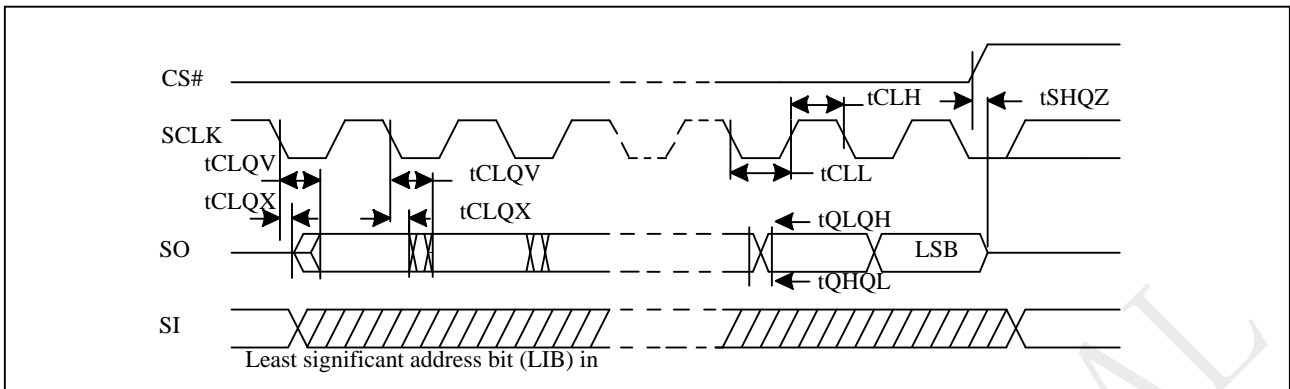 CS#
tCLH
tSHQZ
SCLK
tCLQV
tCLQV
tCLL
tCLQX
tCLQX
tQLQH
SO
LSB
tQHQL
SI
Least significant address bit (LIB) in